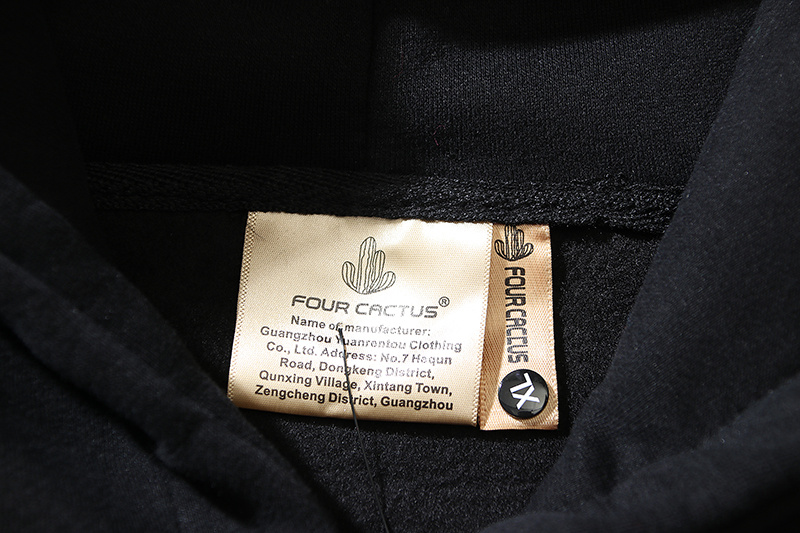 FOUR CACTUS®
Name of manufacturer:
Guangzhou Yuanrentou Clothing
Co., Ltd. Address: No.7 Hequn
Road, Dongkeng District,
Qunxing Village, Xintang Town,
Zengcheng District, Guangzhou
FOUR CACTUS
XL